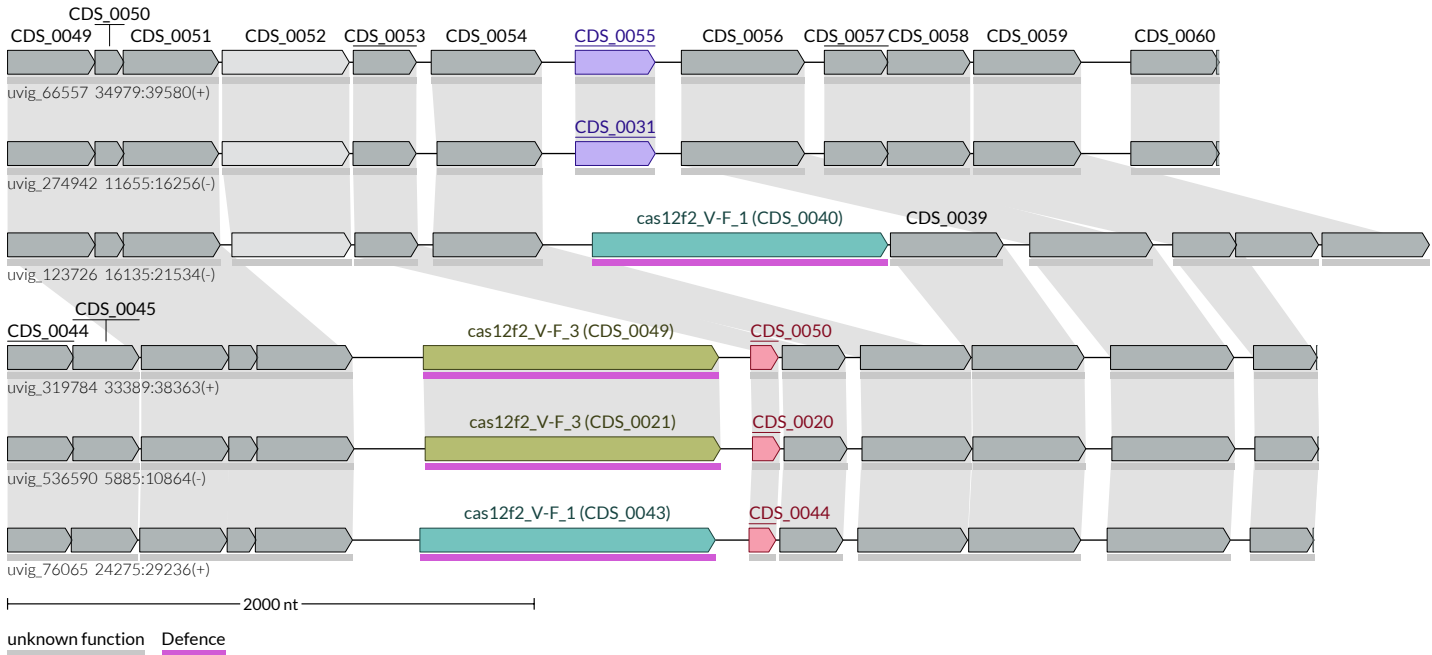 CDS_0050
CDS_0049 CDS_0051 CDS_0052 CDS_0053 CDS_0054 CDS_0055 CDS_0056 CDS_0057 CDS_0058 CDS_0059 CDS_0060
uvig_66557 34979:39580(+)
CDS_0031
uvig_274942 11655:16256(-)
cas12f2_V-F_1 (CDS_0040) CDS_0039
uvig_123726 16135:21534(-)
CDS_0045
CDS_0044 cas12f2_V-F_3 (CDS_0049) CDS_0050
uvig_319784 33389:38363(+)
cas12f2_V-F_3 (CDS_0021) CDS_0020
uvig_536590 5885:10864(-)
cas12f2_V-F_1 (CDS_0043) CDS_0044
uvig_76065 24275:29236(+)
2000 nt
unknown function Defence